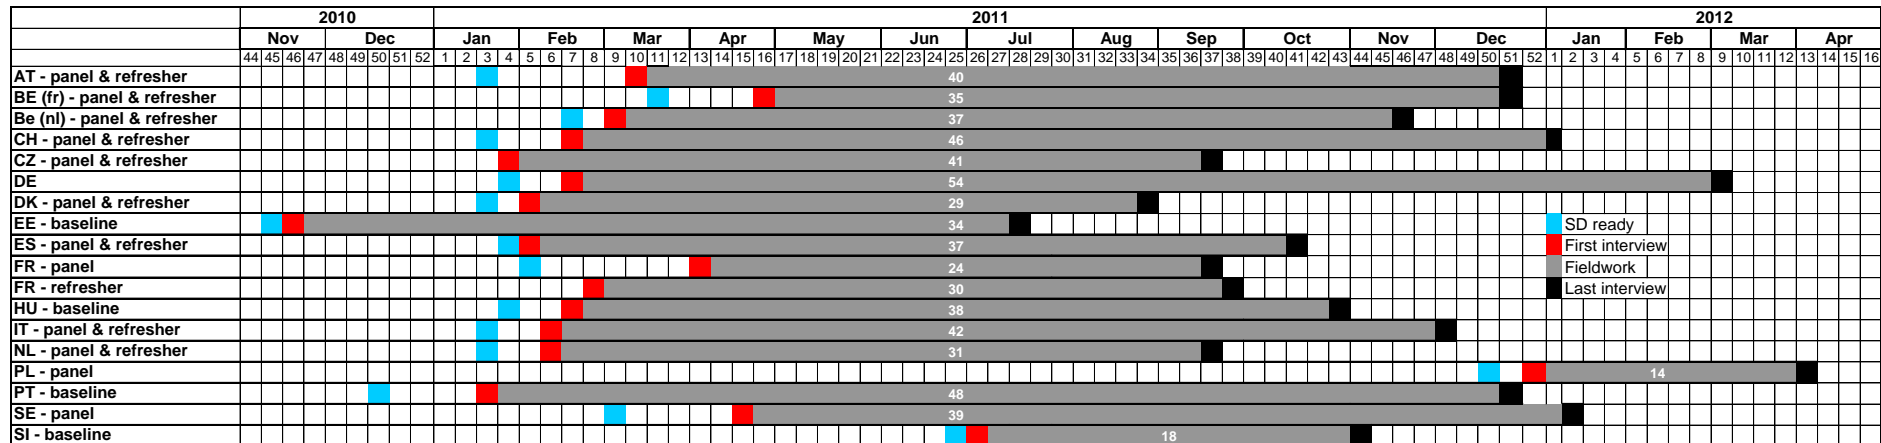 2010 2011 2012
Nov Dec Jan Feb Mar Apr May Jun Jul Aug Sep Oct Nov Dec Jan Feb Mar Apr
44 45 46 47 48 49 50 51 52 1 2 3 4 5 6 7 8 9 10 11 12 13 14 15 16 17 18 19 20 21 22 23 24 25 26 27 28 29 30 31 32 33 34 35 36 37 38 39 40 41 42 43 44 45 46 47 48 49 50 51 52 1 2 3 4 5 6 7 8 9 10 11 12 13 14 15 16
AT - panel & refresher 40
BE (fr) - panel & refresher 35
Be (nl) - panel & refresher 37
CH - panel & refresher 46
CZ - panel & refresher 41
DE 54
DK - panel & refresher 29
EE - baseline 34 SD ready
ES - panel & refresher 37 First interview
FR - panel 24 Fieldwork
FR - refresher 30 Last interview
HU - baseline 38
IT - panel & refresher 42
NL - panel & refresher 31
PL - panel 14
PT - baseline 48
SE - panel 39
SI - baseline 18